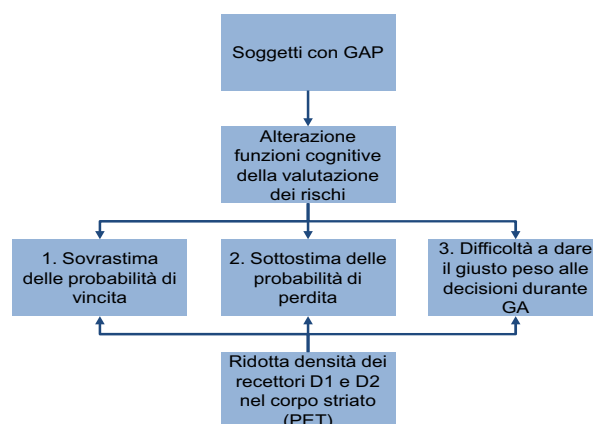 Soggetti con GAP
Alterazione
funzioni cognitive
della valutazione
dei rischi
1. Sovrastima
delle probabilità di
vincita
2. Sottostima delle
probabilità di
perdita
3. Difficoltà a dare
il giusto peso alle
decisioni durante
GA
Ridotta densità dei
recettori D1 e D2
nel corpo striato
(PET)